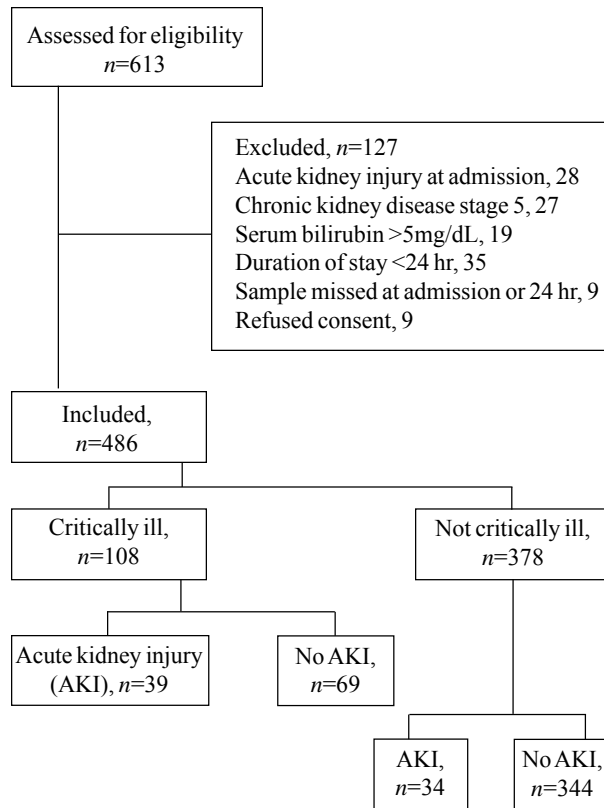 Assessed for eligibility
n=613
Excluded, n=127
Acute kidney injury at admission, 28
Chronic kidney disease stage 5, 27
Serum bilirubin >5mg/dL, 19
Duration of stay <24 hr, 35
Sample missed at admission or 24 hr, 9
Refused consent, 9
Included,
n=486
Critically ill,
n=108
Not critically ill,
n=378
Acute kidney injury
(AKI), n=39
No AKI,
n=69
AKI,
n=34
No AKI,
n=344